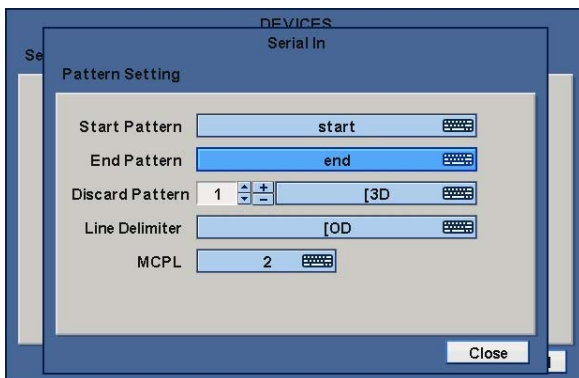 DEVICES
Serial In
Se
Pattern Setting
Start Pattern start
End Pattern end
Discard Pattern 1 [3D
Line Delimiter [0D
MCPL 2
Close